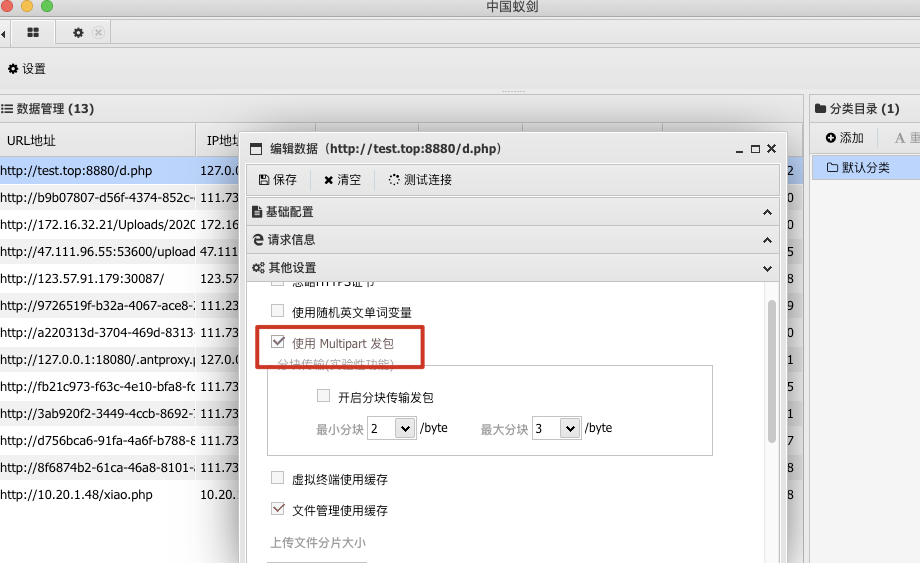 中国蚁剑
设置
数据管理 (13)
分类目录 (1)
URL地址
IP地址
添加
A 重
默认分类
http://test.top:8880/d.php
127.0.0
2
http://b9b07807-d56f-4374-852c-
111.73
0
http://172.16.32.21/Uploads/2020
172.16
0
http://47.111.96.55:53600/upload
47.111
5
http://123.57.91.179:30087/
123.57
8
http://9726519f-b32a-4067-ace8-2
111.73
http://a220313d-3704-469d-8313-
111.73
http://127.0.0.1:18080/.antproxy.p
127.0.
http://fb21c973-f63c-4e10-bfa8-fc
111.73
5
http://3ab920f2-3449-4ccb-8692-
111.73
1
http://d756bca6-91fa-4a6f-b788-8
111.73
7
http://8f6874b2-61ca-46a8-8101-
111.73
8
http://10.20.1.48/xiao.php
10.20.1
8
编辑数据（http://test.top:8880/d.php)
保存
清空
测试连接
基础配置
请求信息
其他设置
忽略HTTPS证书
使用随机英文单词变量
使用 Multipart 发包
分块传输(实验性功能)
开启分块传输发包
最小分块 2 /byte
最大分块 3 /byte
虚拟终端使用缓存
文件管理使用缓存
上传文件分片大小